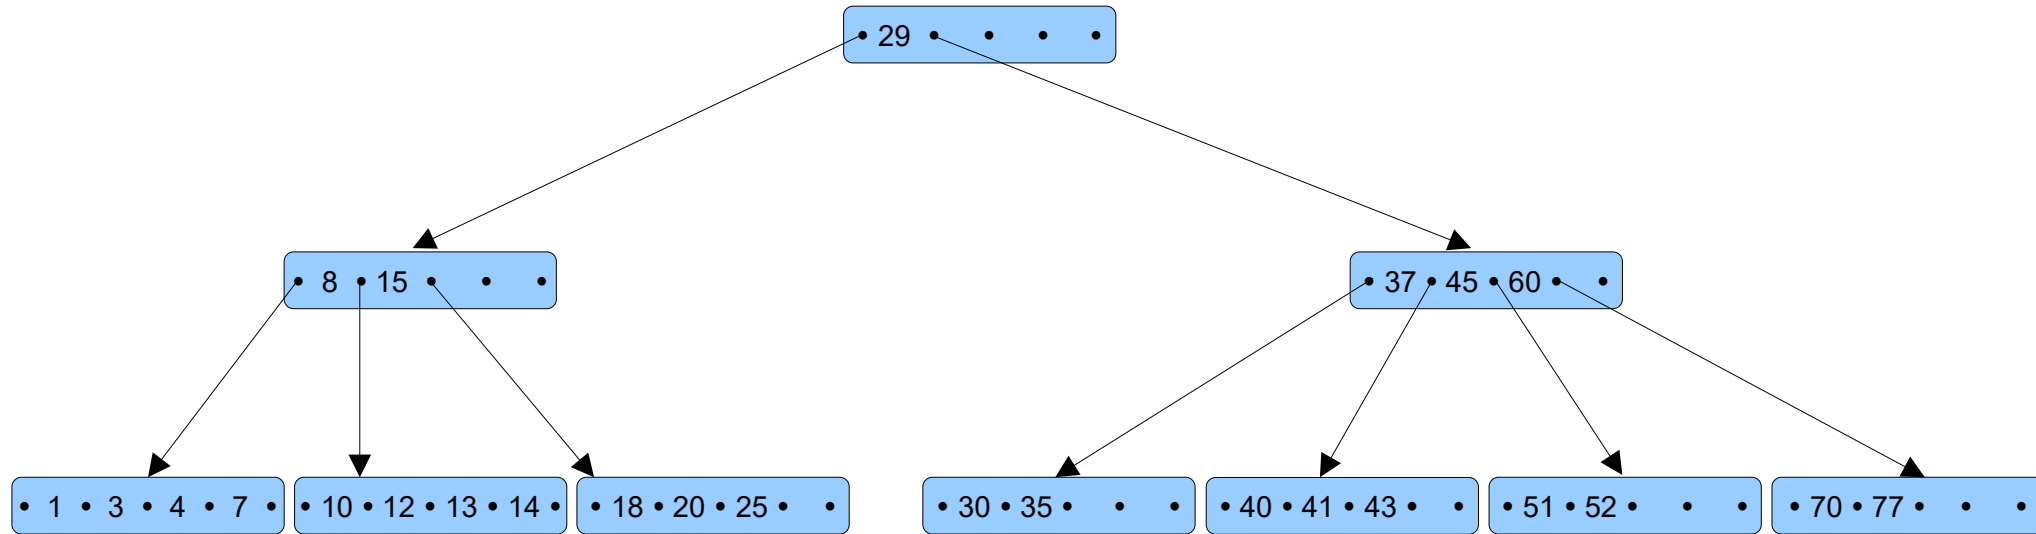 • 29 • • • •
• 8 • 15 • • •
• 37 • 45 • 60 • •
• 1 • 3 • 4 • 7 •
• 10 • 12 • 13 • 14 •
• 18 • 20 • 25 • •
• 30 • 35 • • •
• 40 • 41 • 43 • •
• 51 • 52 • • •
• 70 • 77 • • •